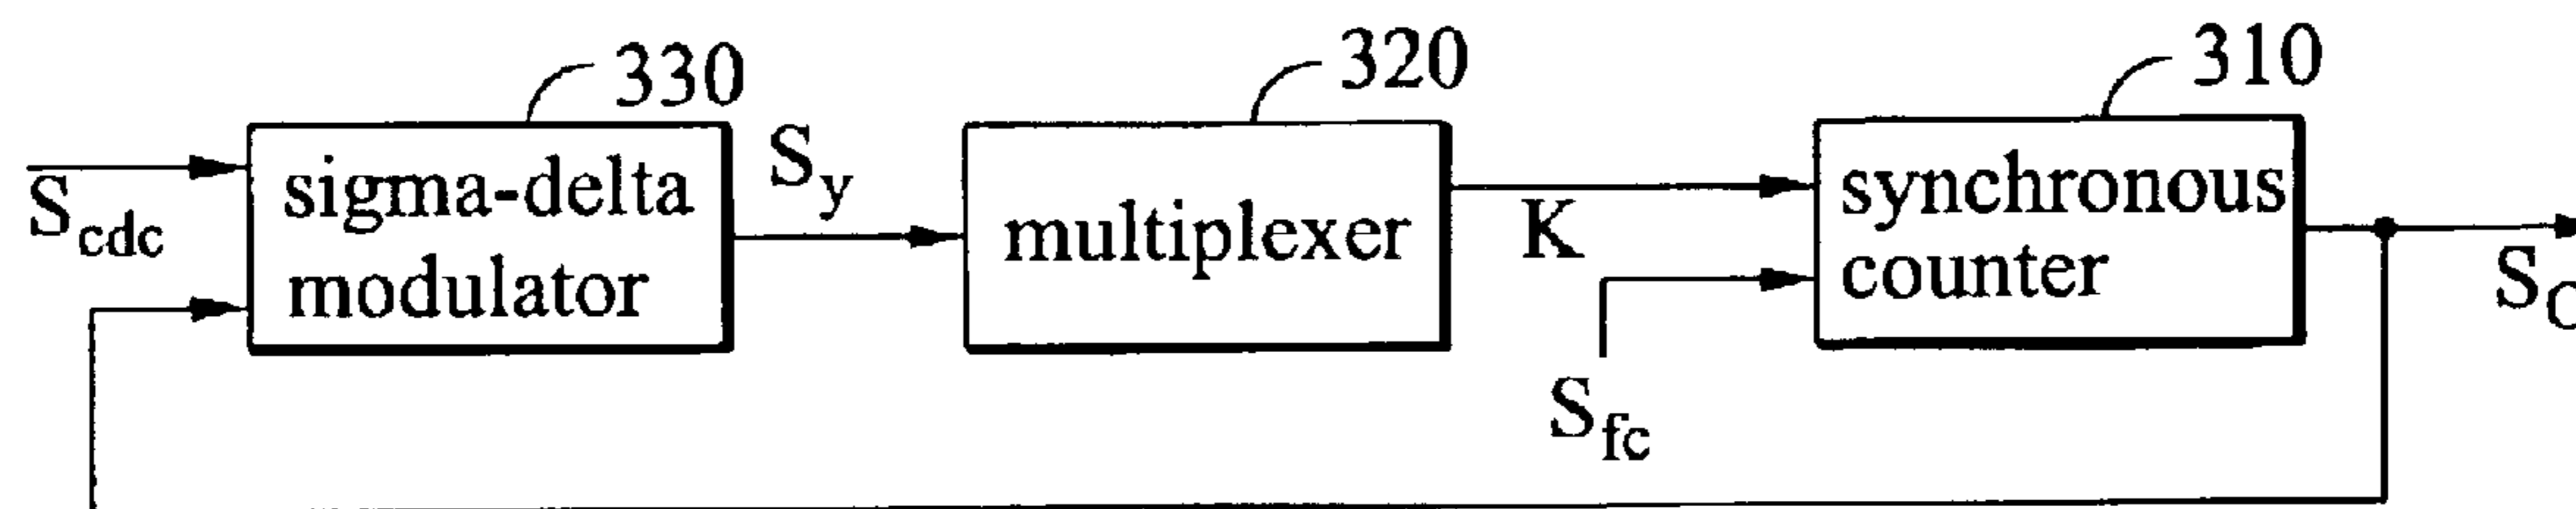 330
320
310
S_cdc
sigma-delta
modulator
S_y
multiplexer
K
S_fc
synchronous
counter